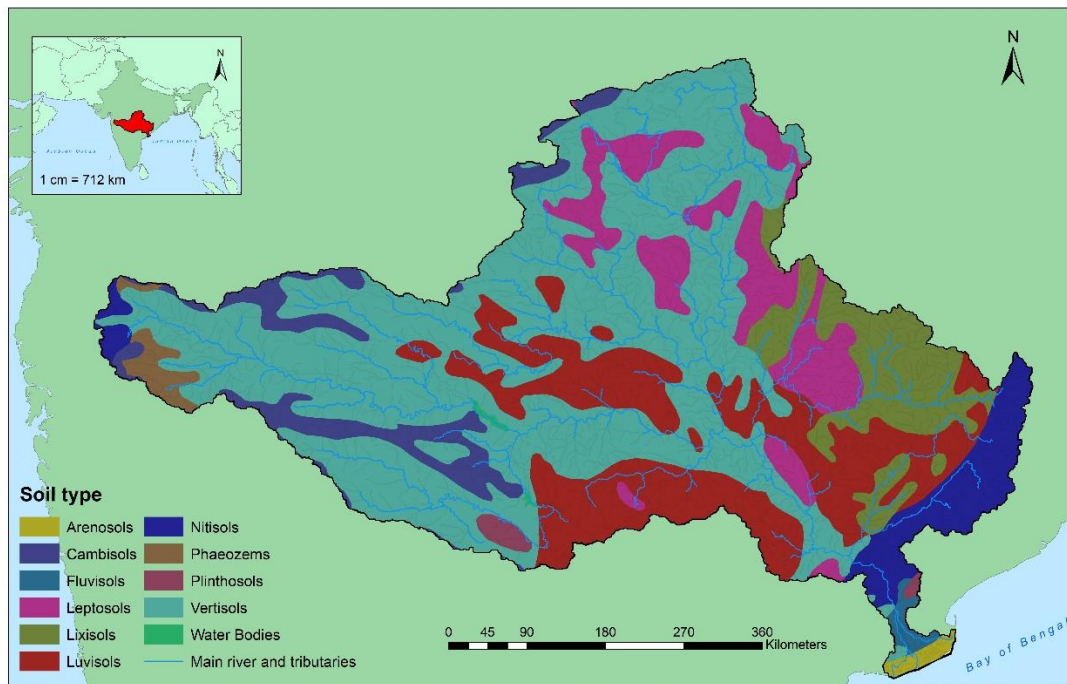 N
N
1 cm = 712 km
Soil type
Arenosols
Cambisols
Fluvisols
Leptosols
Lixisols
Luvisols
Nitisols
Phaeozems
Plinthosols
Vertisols
Water Bodies
Main river and tributaries
0 45 90 180 270 360
Kilometers
Bay of Bengal